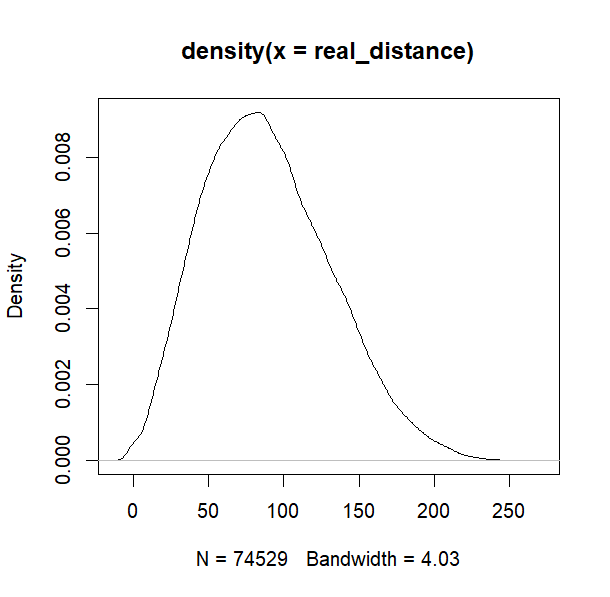 density(x = real_distance)
Density
0.008
0.006
0.004
0.002
0.000
0 50 100 150 200 250
N = 74529 Bandwidth = 4.03